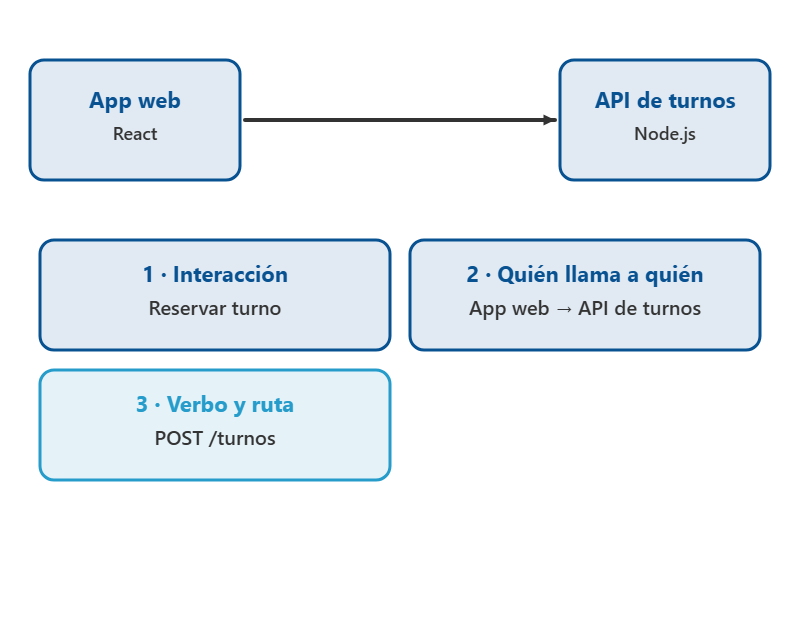 App web
React
API de turnos
Node.js
1 · Interacción
Reservar turno
2 · Quién llama a quién
App web → API de turnos
3 · Verbo y ruta
POST /turnos